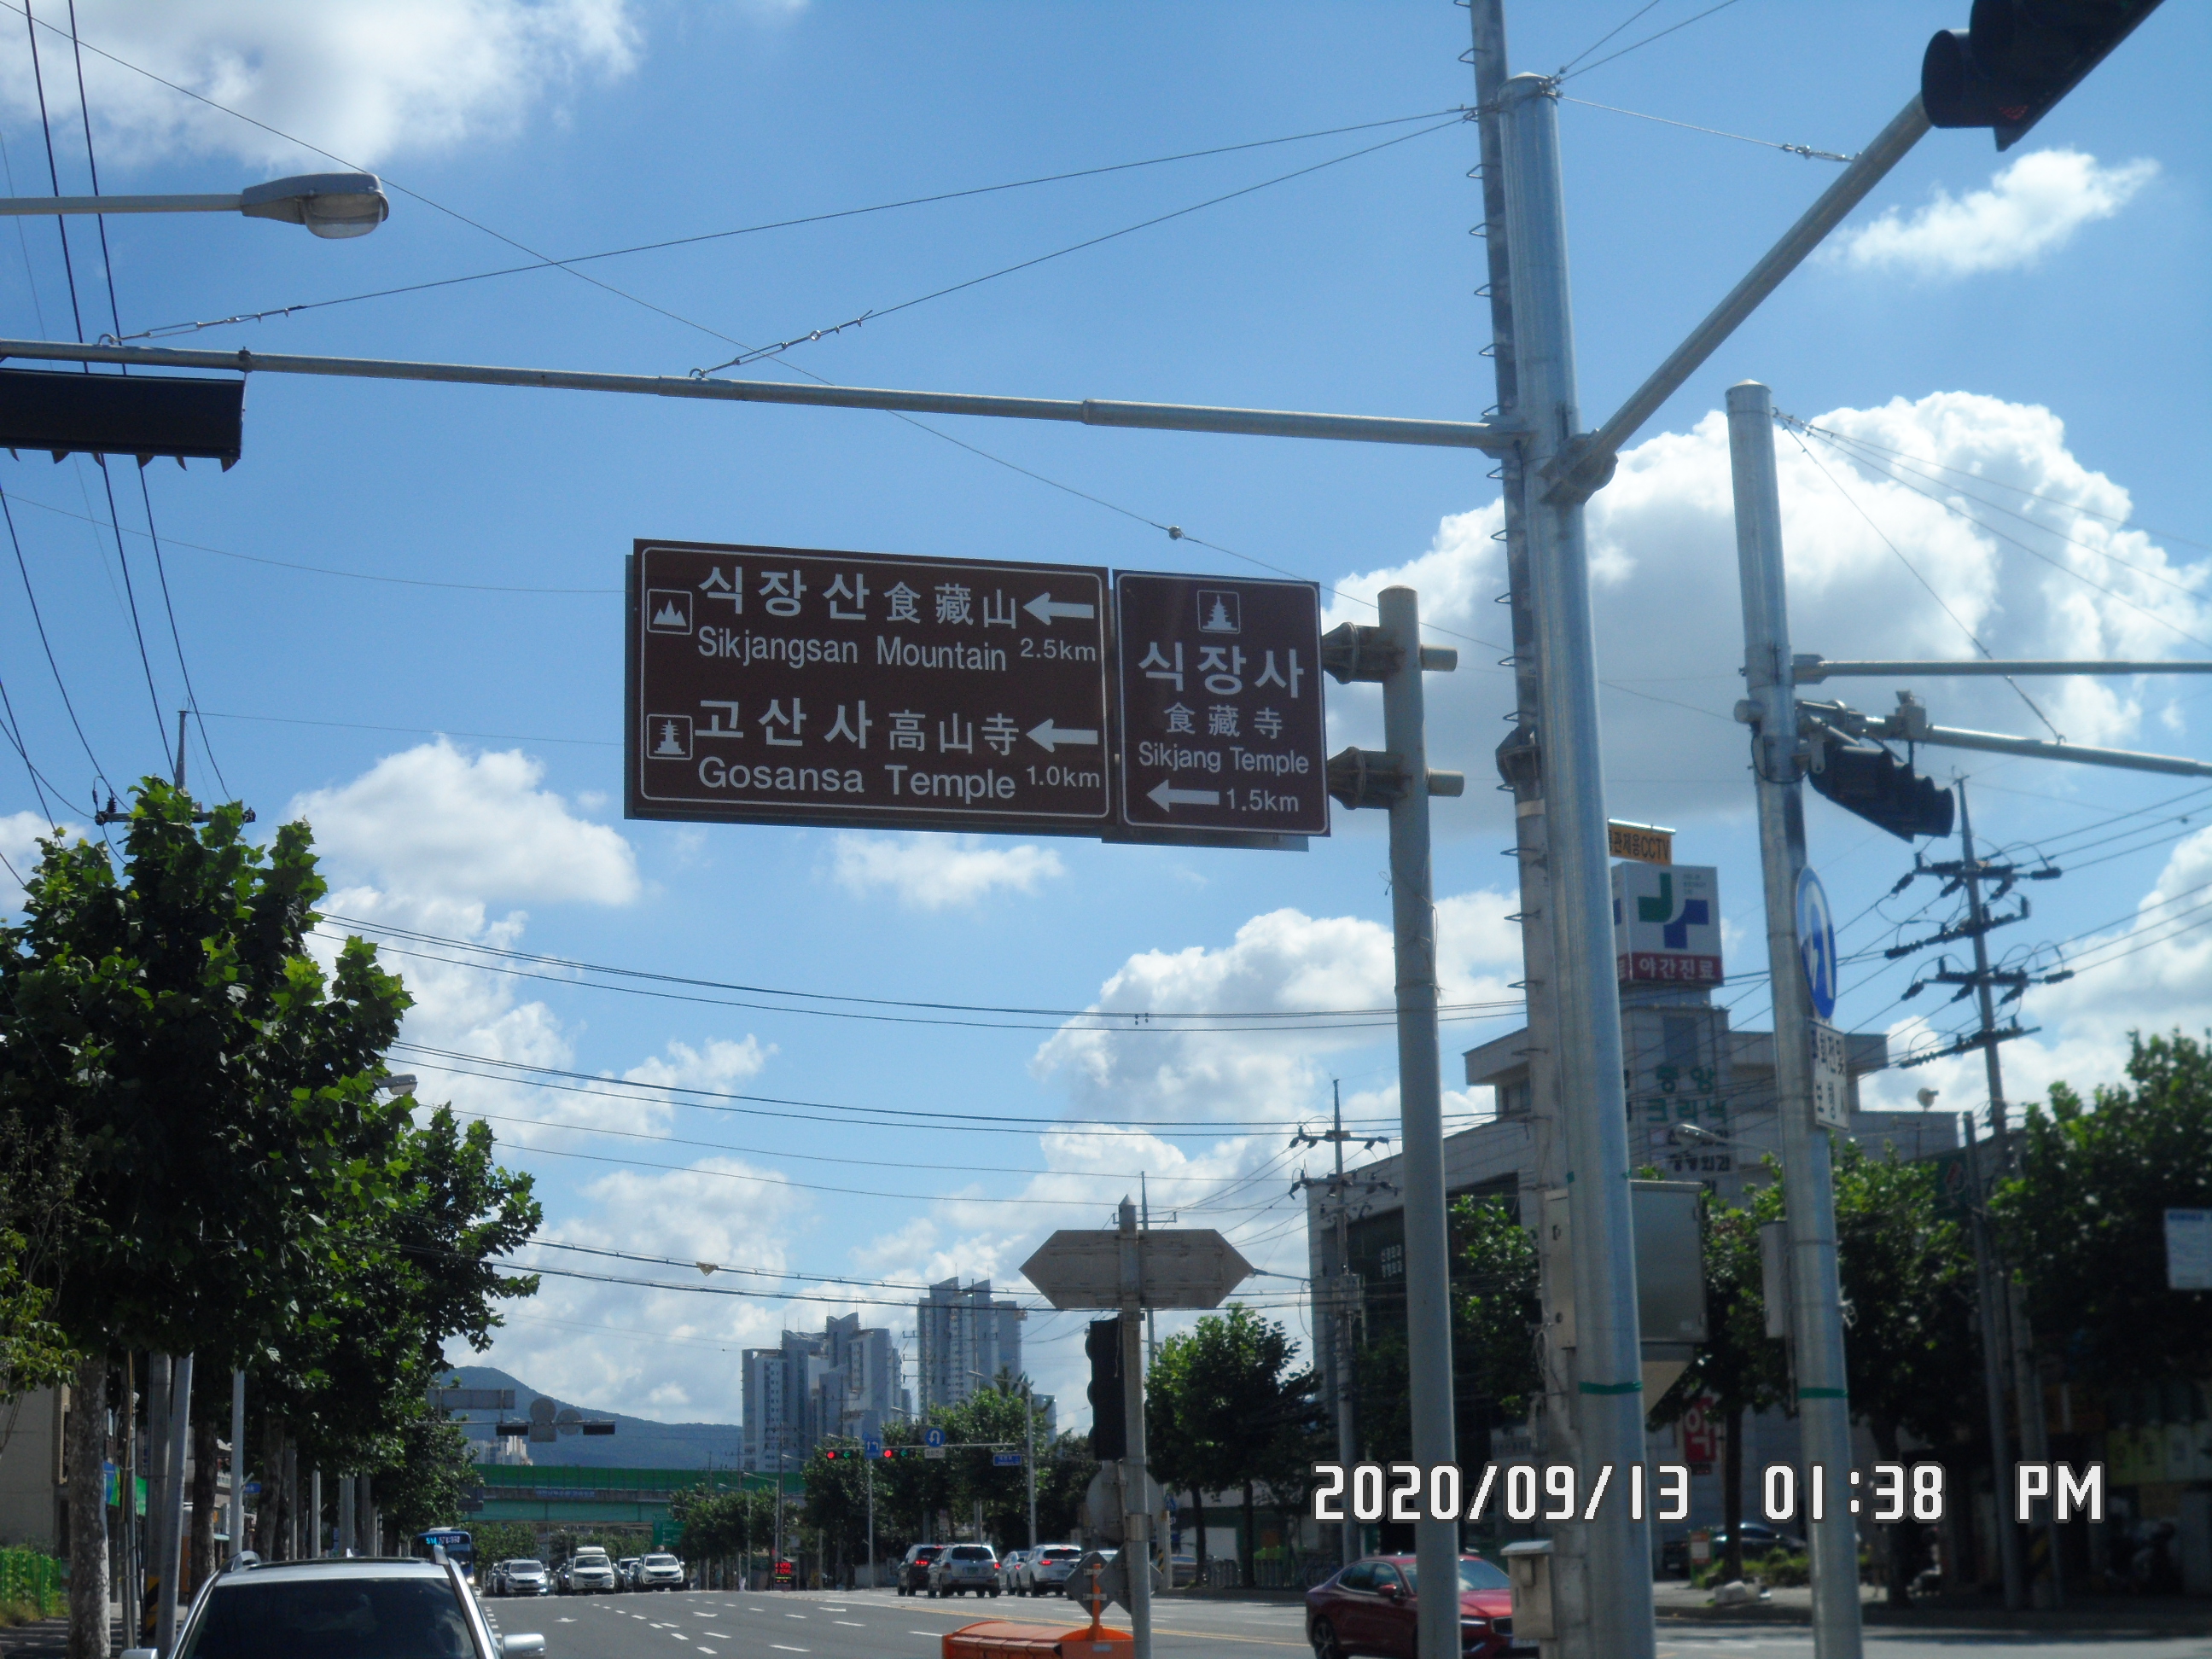 식장산 食藏山
Sikjangsan Mountain 2.5km
고산사 高山寺
Gosansa Temple 1.0km
식장사
食藏寺
Sikjang Temple
1.5km
CCTV
야간진료
약
2020/09/13 01:38 PM